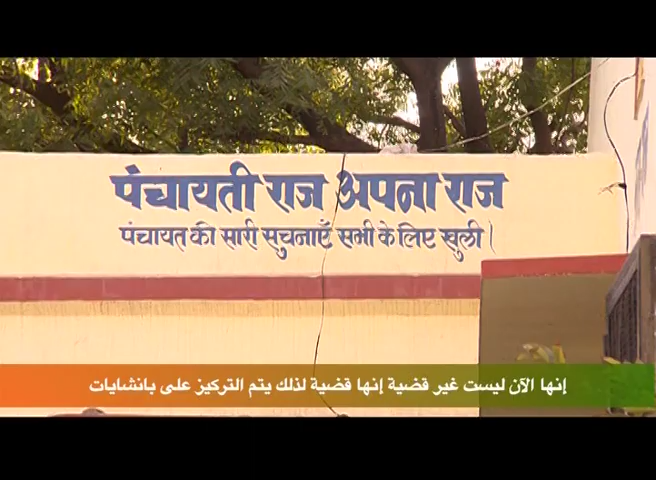 पंचायती राज अपना राज
पंचायत की सारी सुचनाएँ सभी के लिए खुली।
إنها الآن ليست غير قضية إنها قضية لذلك يتم التركيز على بانشايات